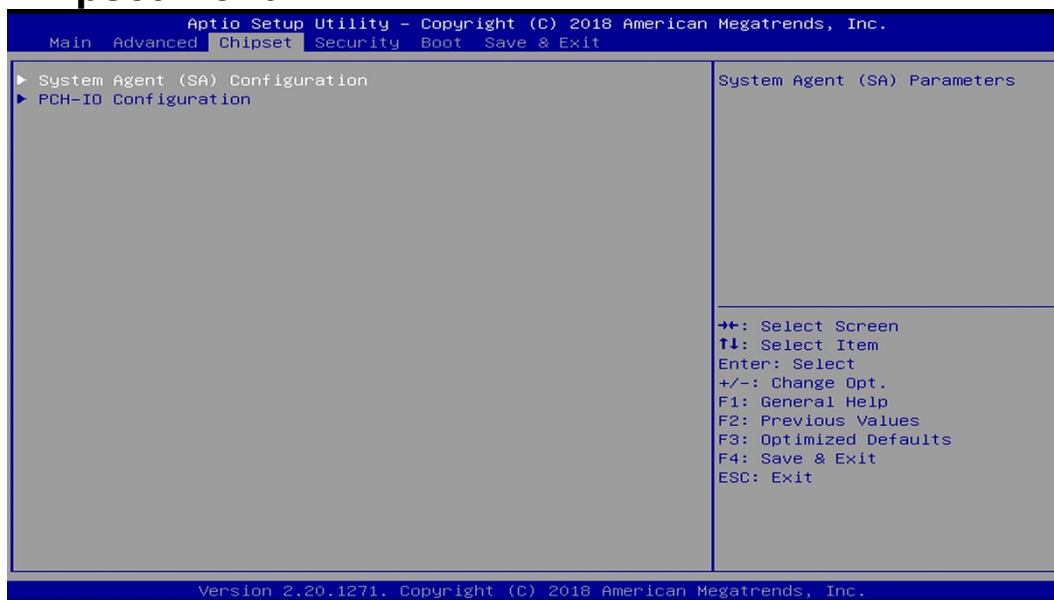 Aptio Setup Utility – Copyright (C) 2018 American Megatrends, Inc.
Main Advanced Chipset Security Boot Save & Exit
▶ System Agent (SA) Configuration
▶ PCH-IO Configuration
System Agent (SA) Parameters
→←: Select Screen
↑↓: Select Item
Enter: Select
+/-: Change Opt.
F1: General Help
F2: Previous Values
F3: Optimized Defaults
F4: Save & Exit
ESC: Exit
Version 2.20.1271. Copyright (C) 2018 American Megatrends, Inc.